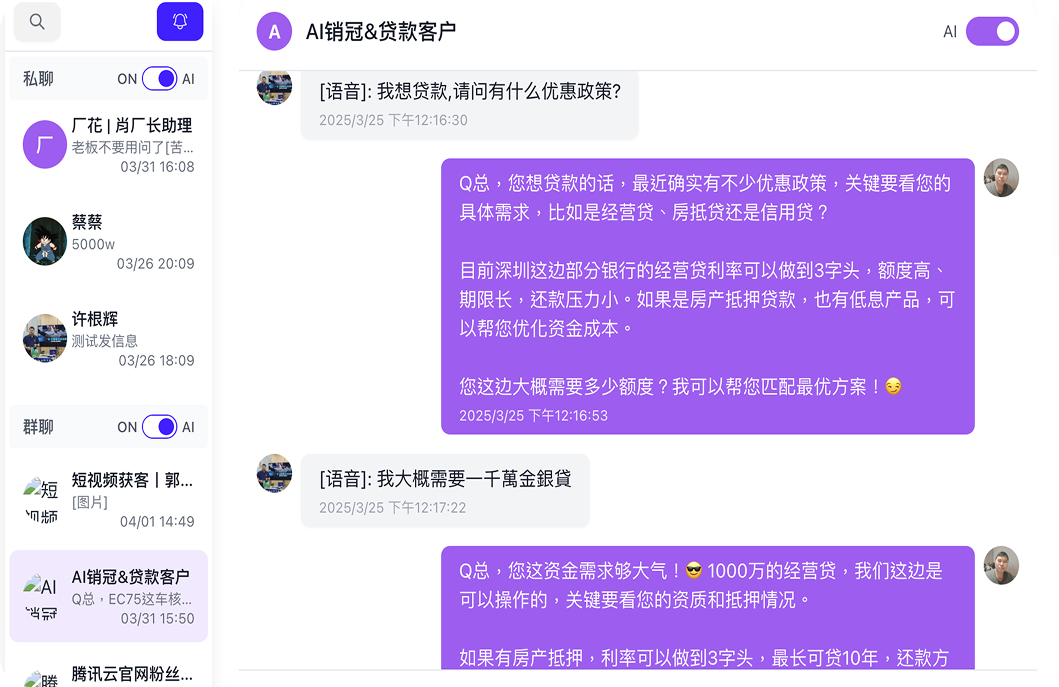 私聊
ON AI
厂
厂花 | 肖厂长助理
老板不要用问了[苦...
03/31 16:08
蔡蔡
5000w
03/26 20:09
许根辉
测试发信息
03/26 18:09
群聊
ON AI
短视频获客丨郭...
[图片]
04/01 14:49
AI
AI销冠&贷款客户
Q总，EC75这车核...
03/31 15:50
腾讯云官网粉丝...
A
AI销冠&贷款客户
AI
[语音]: 我想贷款,请问有什么优惠政策?
2025/3/25 下午12:16:30
Q总，您想贷款的话，最近确实有不少优惠政策，关键要看您的
具体需求，比如是经营贷、房抵贷还是信用贷？
目前深圳这边部分银行的经营贷利率可以做到3字头，额度高、
期限长，还款压力小。如果是房产抵押贷款，也有低息产品，可
以帮您优化资金成本。
您这边大概需要多少额度？我可以帮您匹配最优方案！😏
2025/3/25 下午12:16:53
[语音]: 我大概需要一千萬金銀貸
2025/3/25 下午12:17:22
Q总，您这资金需求够大气！😎 1000万的经营贷，我们这边是
可以操作的，关键要看您的资质和抵押情况。
如果有房产抵押，利率可以做到3字头，最长可贷10年，还款方